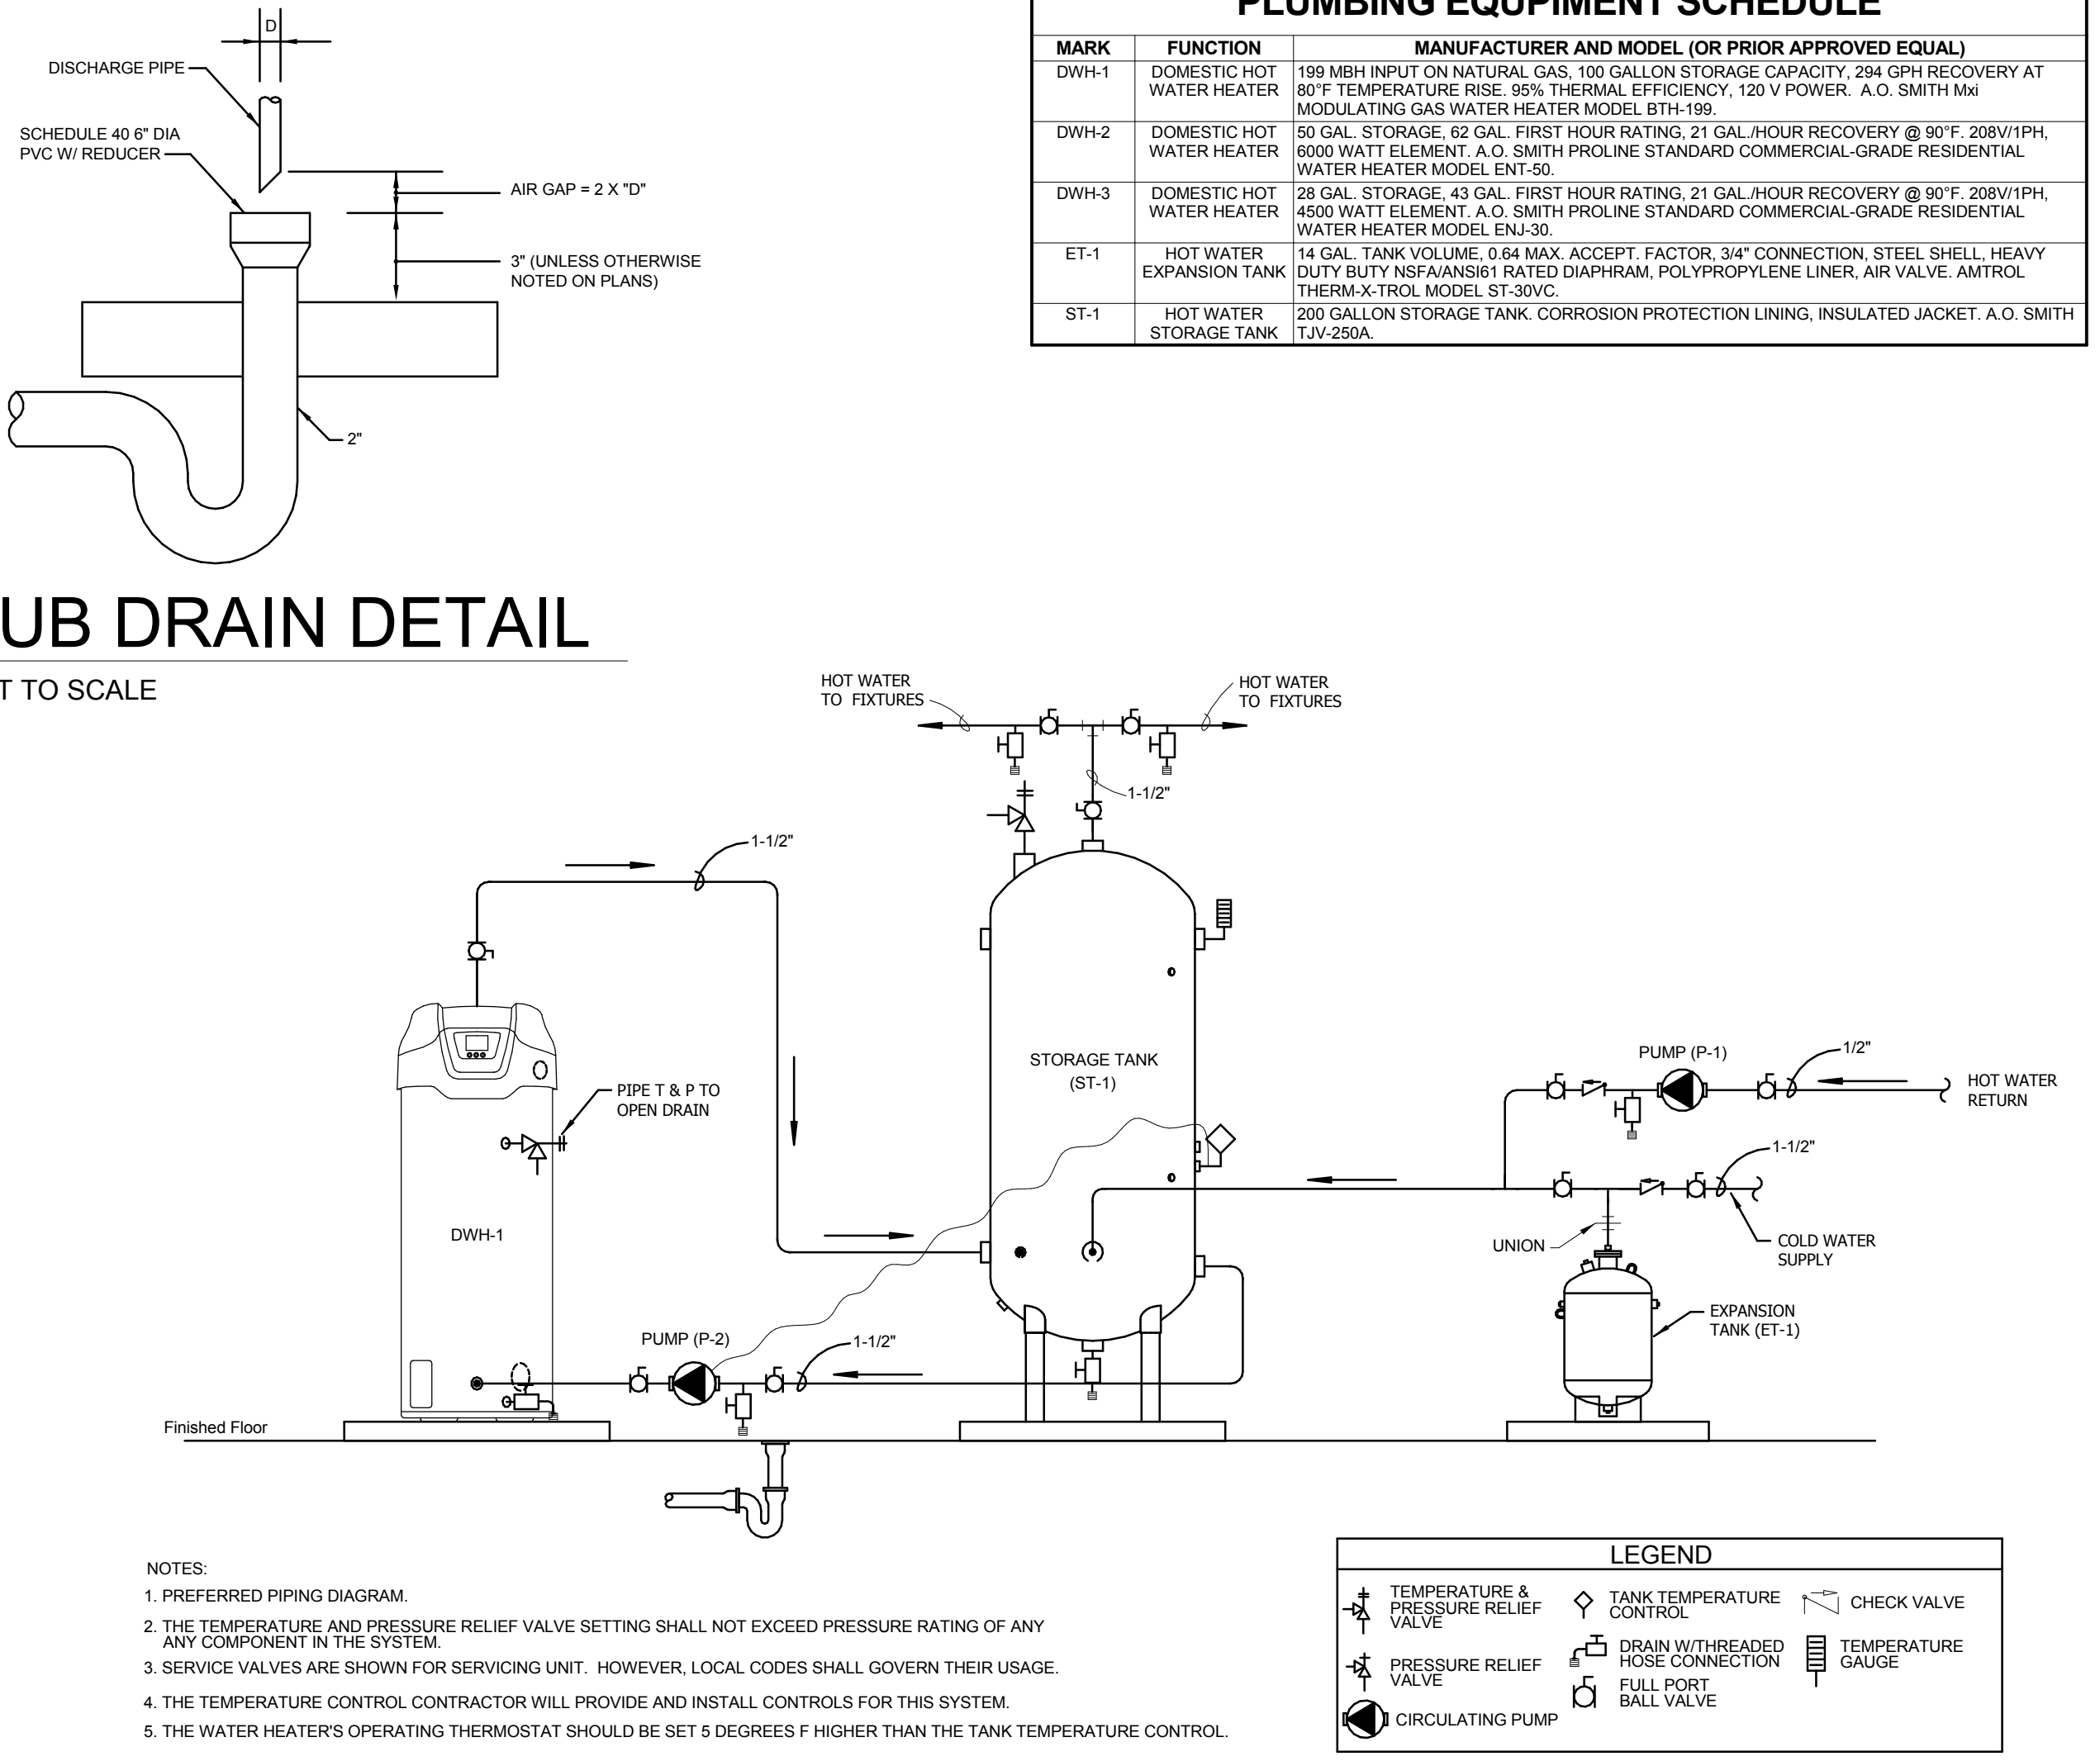 D
DISCHARGE PIPE
SCHEDULE 40 6" DIA
PVC W/ REDUCER
AIR GAP = 2 X "D"
3" (UNLESS OTHERWISE
NOTED ON PLANS)
2"
UB DRAIN DETAIL
T TO SCALE
PLUMBING EQUPIMENT SCHEDULE
MARK FUNCTION MANUFACTURER AND MODEL (OR PRIOR APPROVED EQUAL)
DWH-1 DOMESTIC HOT 199 MBH INPUT ON NATURAL GAS, 100 GALLON STORAGE CAPACITY, 294 GPH RECOVERY AT
WATER HEATER 80°F TEMPERATURE RISE. 95% THERMAL EFFICIENCY, 120 V POWER. A.O. SMITH Mxi
MODULATING GAS WATER HEATER MODEL BTH-199.
DWH-2 DOMESTIC HOT 50 GAL. STORAGE, 62 GAL. FIRST HOUR RATING, 21 GAL./HOUR RECOVERY @ 90°F. 208V/1PH,
WATER HEATER 6000 WATT ELEMENT. A.O. SMITH PROLINE STANDARD COMMERCIAL-GRADE RESIDENTIAL
WATER HEATER MODEL ENT-50.
DWH-3 DOMESTIC HOT 28 GAL. STORAGE, 43 GAL. FIRST HOUR RATING, 21 GAL./HOUR RECOVERY @ 90°F. 208V/1PH,
WATER HEATER 4500 WATT ELEMENT. A.O. SMITH PROLINE STANDARD COMMERCIAL-GRADE RESIDENTIAL
WATER HEATER MODEL ENJ-30.
ET-1 HOT WATER 14 GAL. TANK VOLUME, 0.64 MAX. ACCEPT. FACTOR, 3/4" CONNECTION, STEEL SHELL, HEAVY
EXPANSION TANK DUTY BUTY NSFA/ANSI61 RATED DIAPHRAM, POLYPROPYLENE LINER, AIR VALVE. AMTROL
THERM-X-TROL MODEL ST-30VC.
ST-1 HOT WATER 200 GALLON STORAGE TANK. CORROSION PROTECTION LINING, INSULATED JACKET. A.O. SMITH
STORAGE TANK TJV-250A.
HOT WATER
TO FIXTURES
HOT WATER
TO FIXTURES
1-1/2"
1-1/2"
STORAGE TANK
(ST-1)
PIPE T & P TO
OPEN DRAIN
DWH-1
PUMP (P-1)
1/2"
HOT WATER
RETURN
1-1/2"
UNION
COLD WATER
SUPPLY
EXPANSION
TANK (ET-1)
PUMP (P-2)
1-1/2"
Finished Floor
NOTES:
1. PREFERRED PIPING DIAGRAM.
2. THE TEMPERATURE AND PRESSURE RELIEF VALVE SETTING SHALL NOT EXCEED PRESSURE RATING OF ANY
ANY COMPONENT IN THE SYSTEM.
3. SERVICE VALVES ARE SHOWN FOR SERVICING UNIT. HOWEVER, LOCAL CODES SHALL GOVERN THEIR USAGE.
4. THE TEMPERATURE CONTROL CONTRACTOR WILL PROVIDE AND INSTALL CONTROLS FOR THIS SYSTEM.
5. THE WATER HEATER'S OPERATING THERMOSTAT SHOULD BE SET 5 DEGREES F HIGHER THAN THE TANK TEMPERATURE CONTROL.
LEGEND
TEMPERATURE &
PRESSURE RELIEF
VALVE
PRESSURE RELIEF
VALVE
CIRCULATING PUMP
TANK TEMPERATURE
CONTROL
DRAIN W/THREADED
HOSE CONNECTION
FULL PORT
BALL VALVE
CHECK VALVE
TEMPERATURE
GAUGE